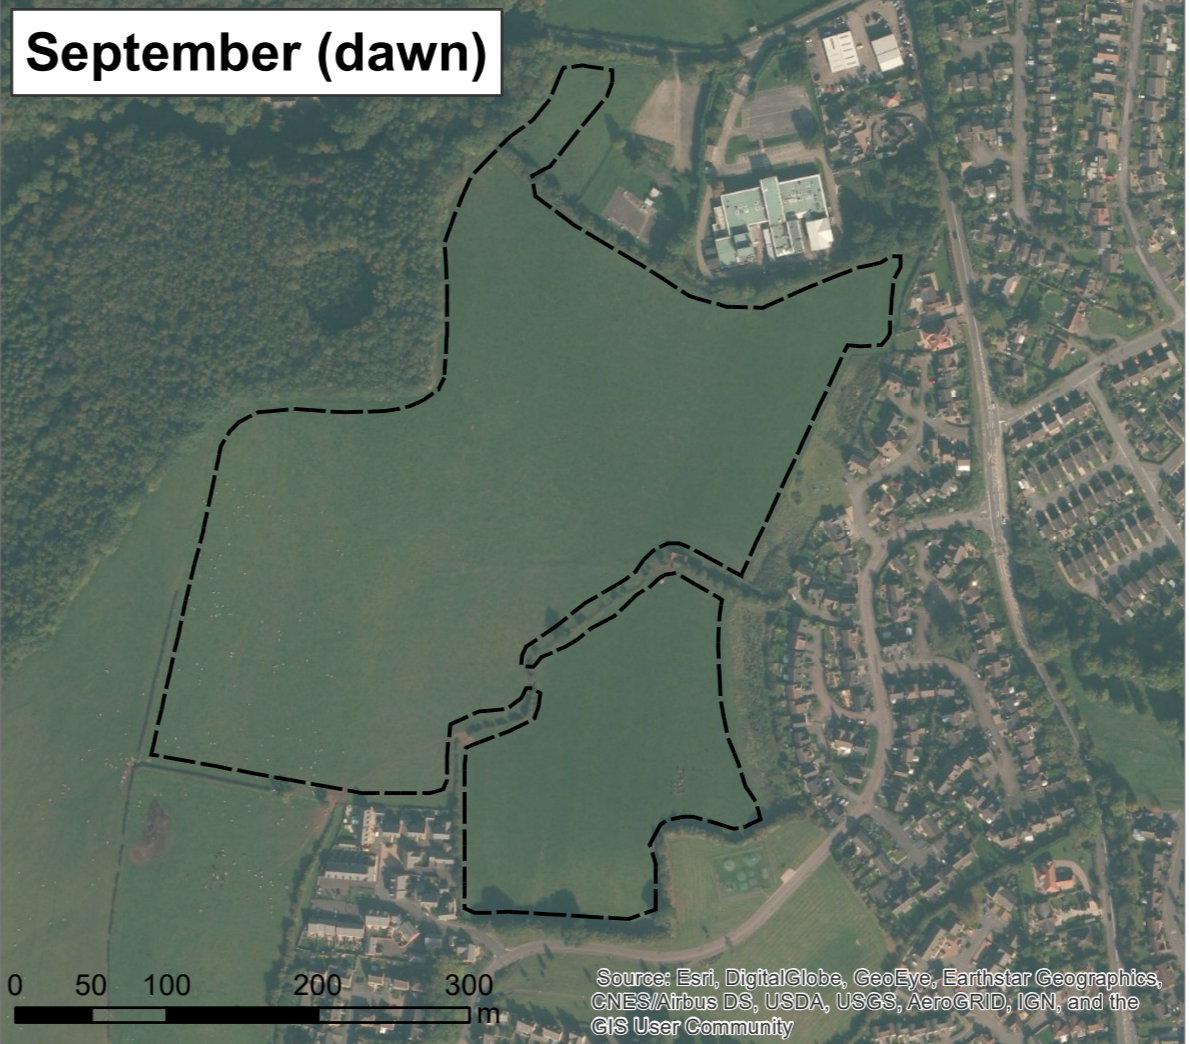 September (dawn)
0 50 100 200 300
m
Source: Esri, DigitalGlobe, GeoEye, Earthstar Geographics,
CNES/Airbus DS, USDA, USGS, AeroGRID, IGN, and the
GIS User Community